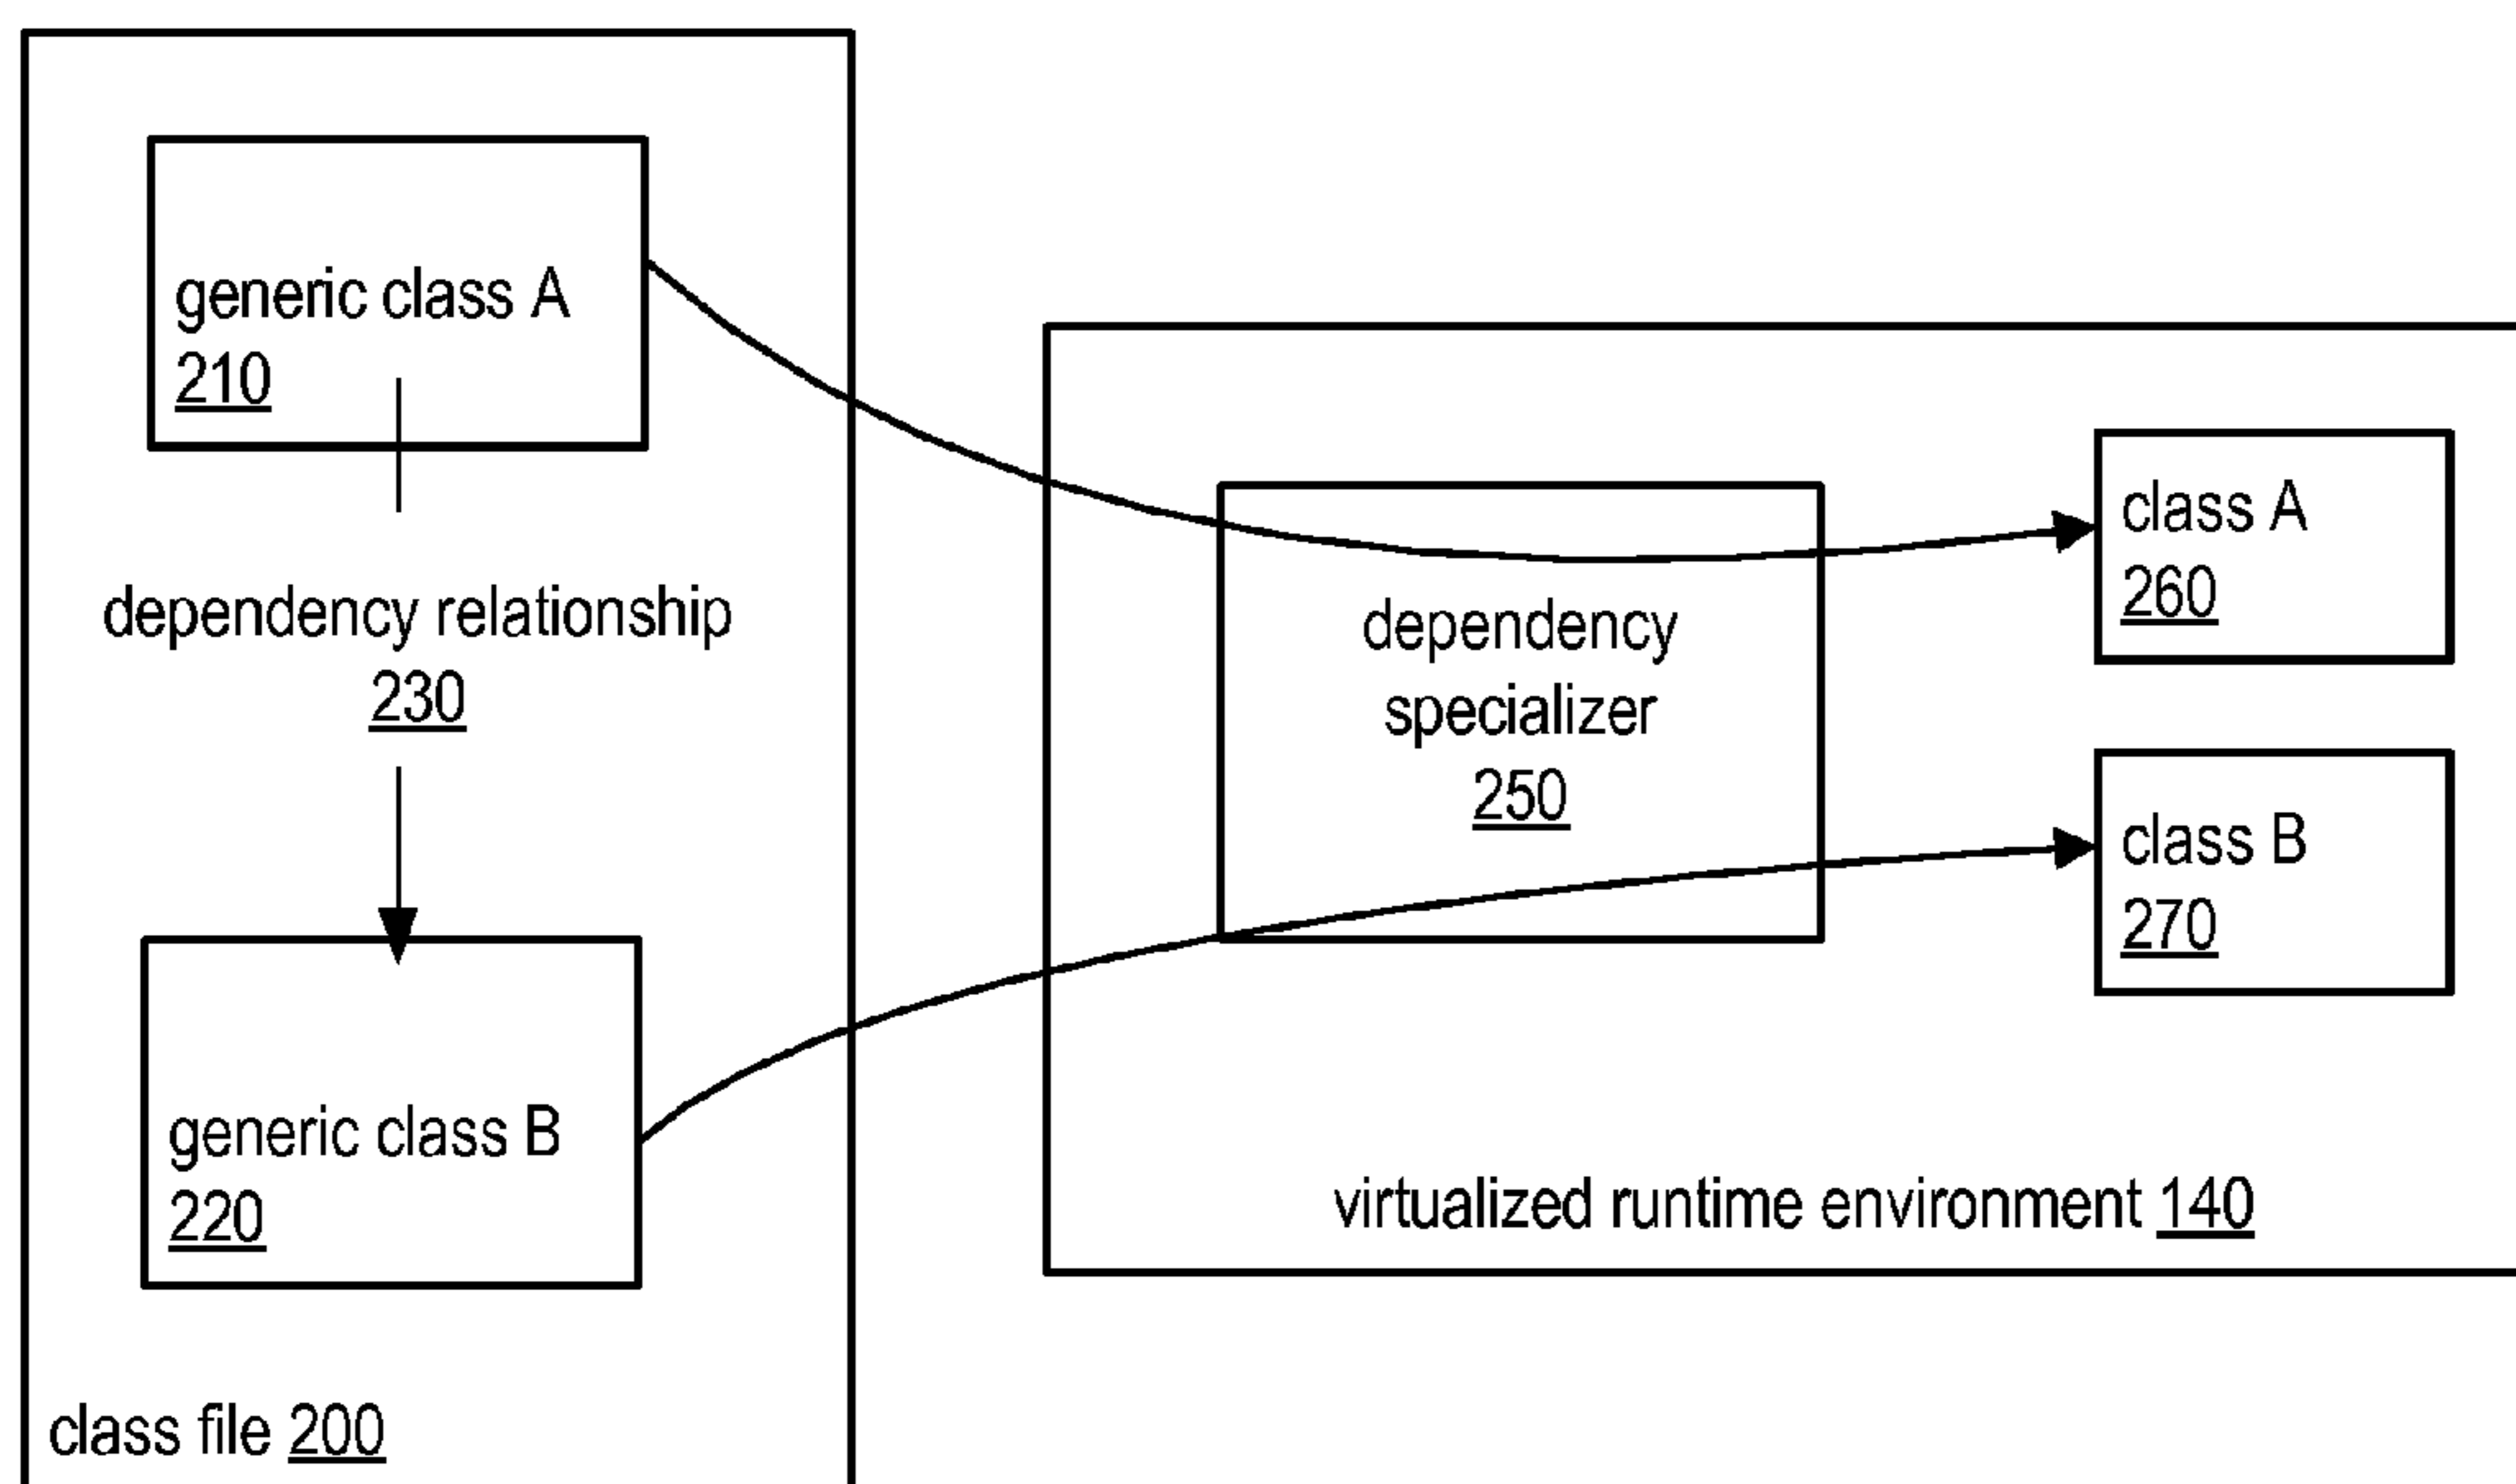 generic class A
210
dependency relationship
230
generic class B
220
class file 200
dependency
specializer
250
class A
260
class B
270
virtualized runtime environment 140